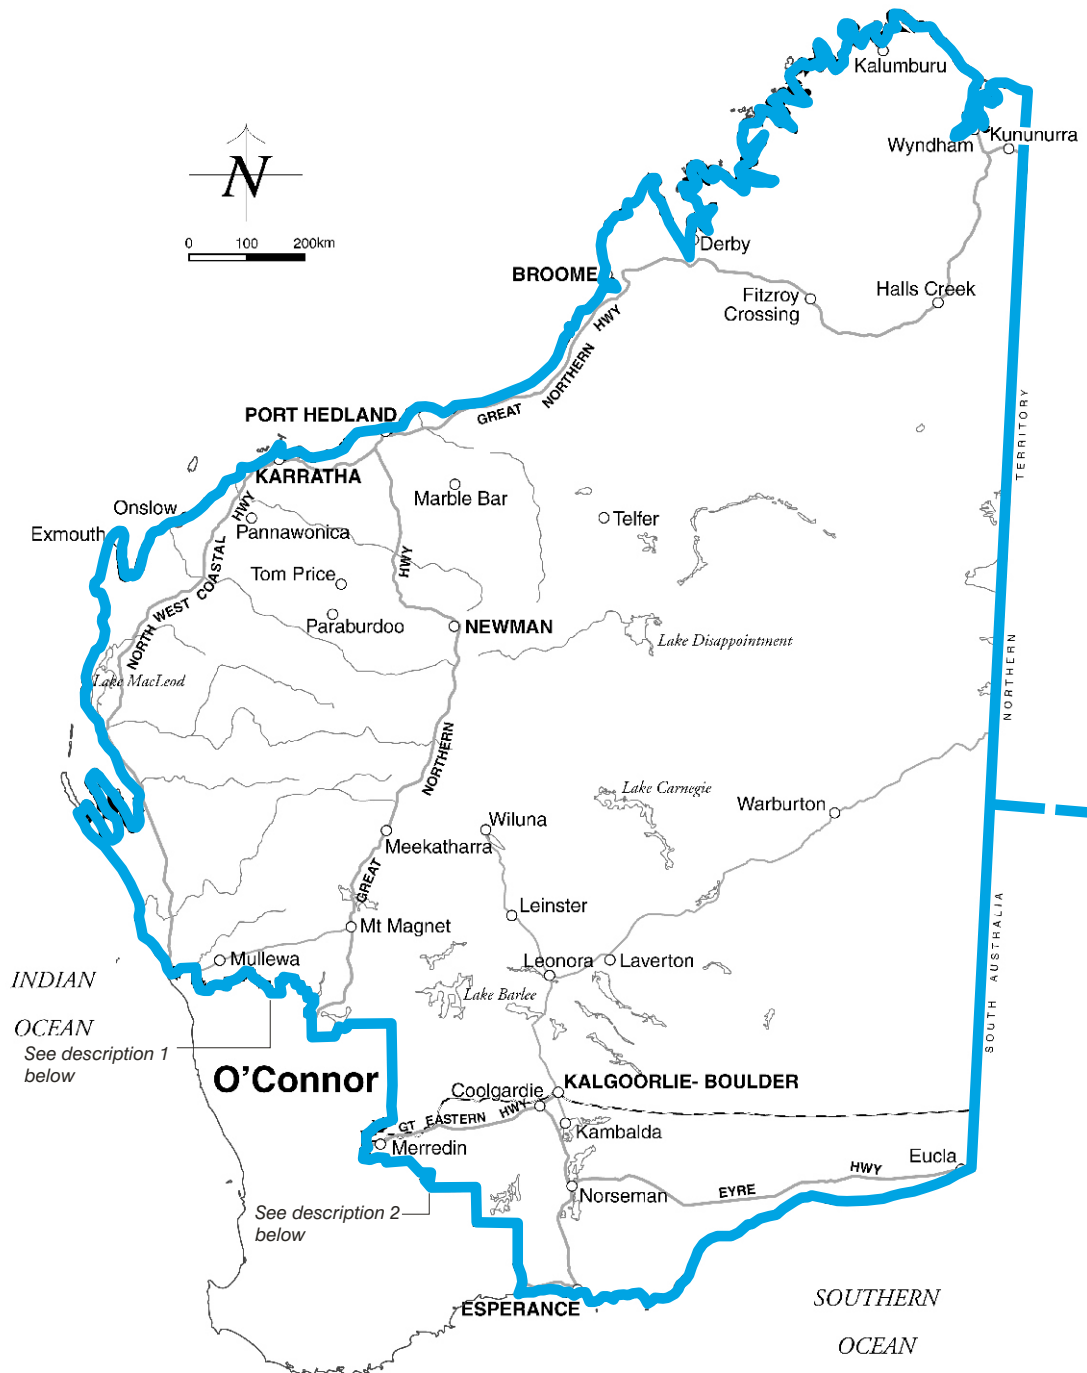 Kalumburu
Wyndham
Kununurra
N
0 100 200km
Derby
BROOME
Fitzroy
Crossing
Halls Creek
GREAT NORTHERN HWY
PORT HEDLAND
KARRATHA
Marble Bar
Onslow
Exmouth
Pannawonica
Telfer
Tom Price
Paraburdoo
NORTH WEST COASTAL HWY
HWY
NEWMAN
Lake Disappointment
Lake MacLeod
NORTHERN
TERRITORY
NORTHERN
Lake Carnegie
Warburton
Wiluna
Meekatharra
GREAT
Leinster
Mt Magnet
Mullewa
Leonora
Laverton
Lake Barlee
SOUTH AUSTRALIA
INDIAN
OCEAN
See description 1
below
O'Connor
Coolgardie
KALGOORLIE- BOULDER
GT EASTERN HWY
Kambalda
Merredin
Eucla
EYRE HWY
Norseman
See description 2
below
ESPERANCE
SOUTHERN
OCEAN